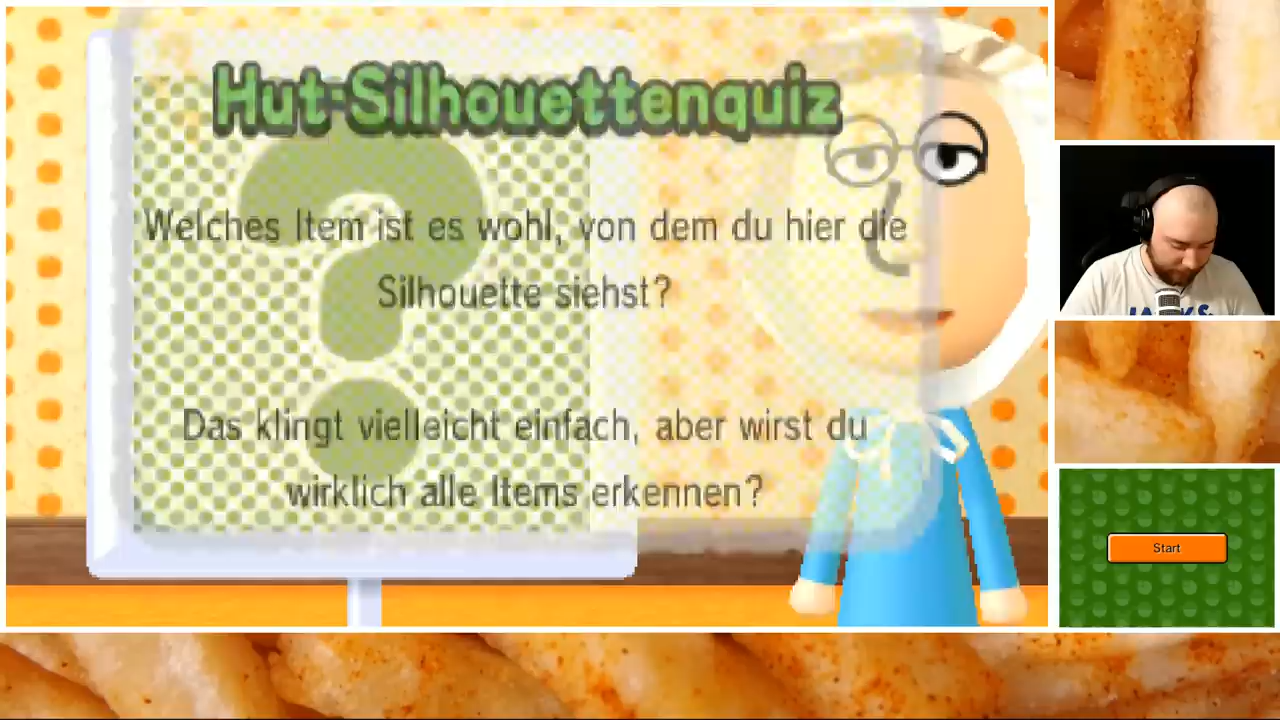 Hut-Silhouettenquiz
Welches Item ist es wohl, von dem du hier die
Silhouette siehst?
Das klingt vielleicht einfach, aber wirst du
wirklich alle Items erkennen?
Start